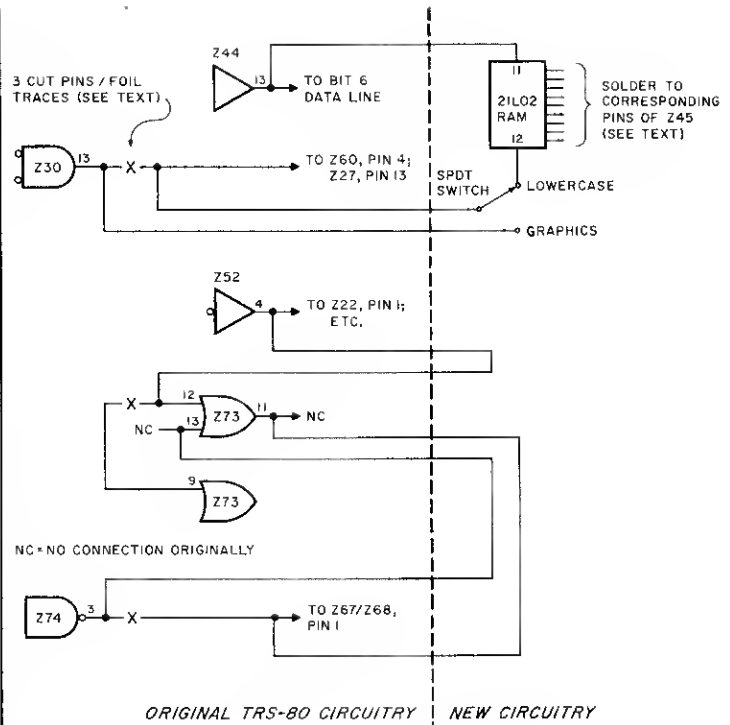 3 CUT PINS / FOIL
TRACES (SEE TEXT)
Z44
13
TO BIT 6
DATA LINE
11
21L02
RAM
12
SOLDER TO
CORRESPONDING
PINS OF Z45
(SEE TEXT)
Z30
13
X
TO Z60, PIN 4;
Z27, PIN 13
SPDT
SWITCH
LOWERCASE
GRAPHICS
Z52
4
TO Z22, PIN 1;
ETC.
X
12
NC
13
Z73
11
NC
9
Z73
NC=NO CONNECTION ORIGINALLY
Z74
3
X
TO Z67/Z68,
PIN 1
ORIGINAL TRS-80 CIRCUITRY
NEW CIRCUITRY